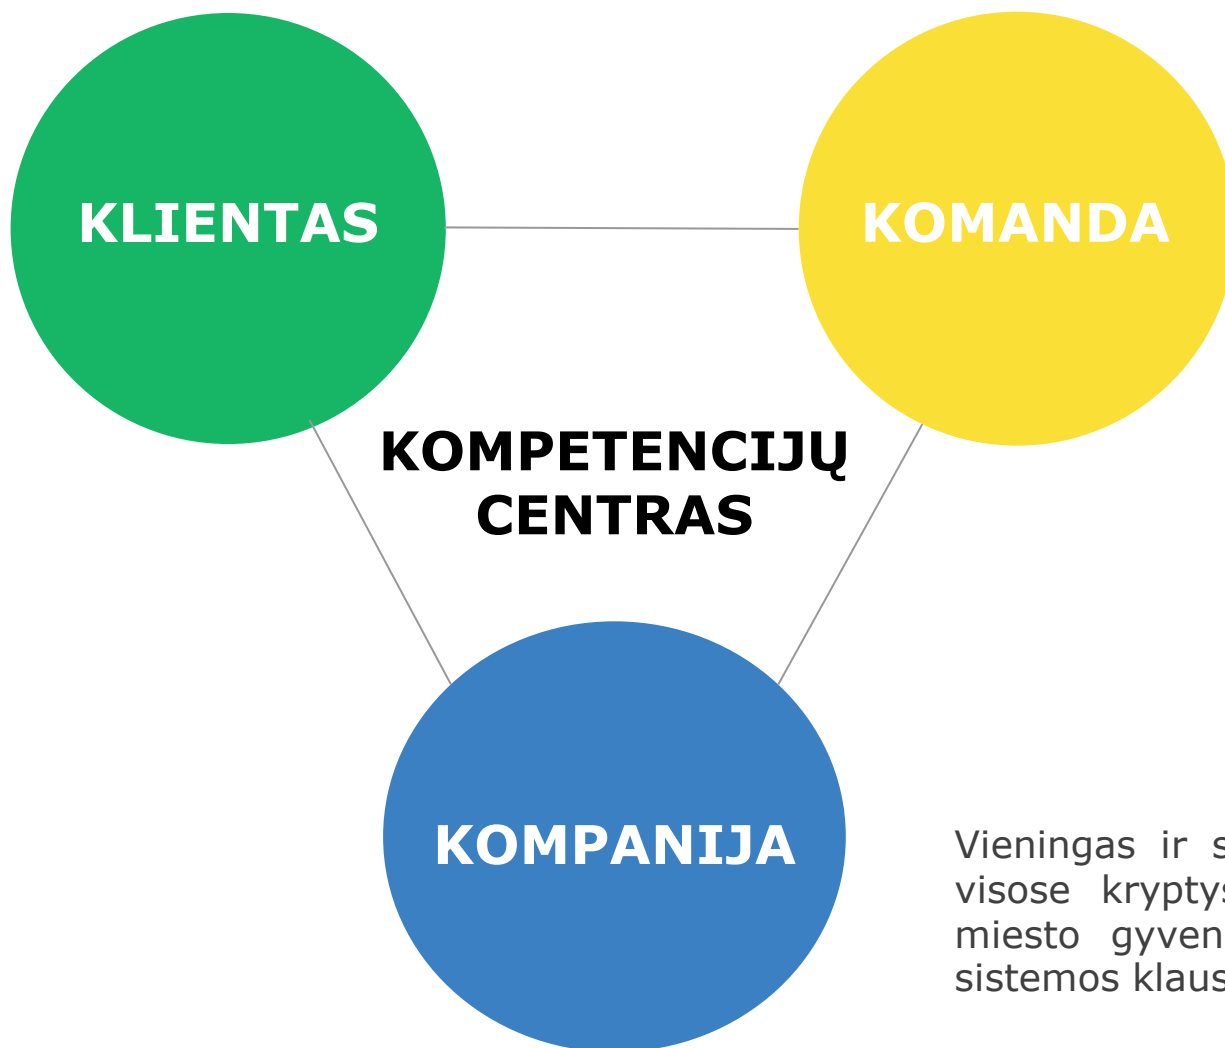 KLIENTAS
KOMANDA
KOMPETENCIJŲ
CENTRAS
KOMPANIJA
Vieningas ir
visose
miesto
sistemos